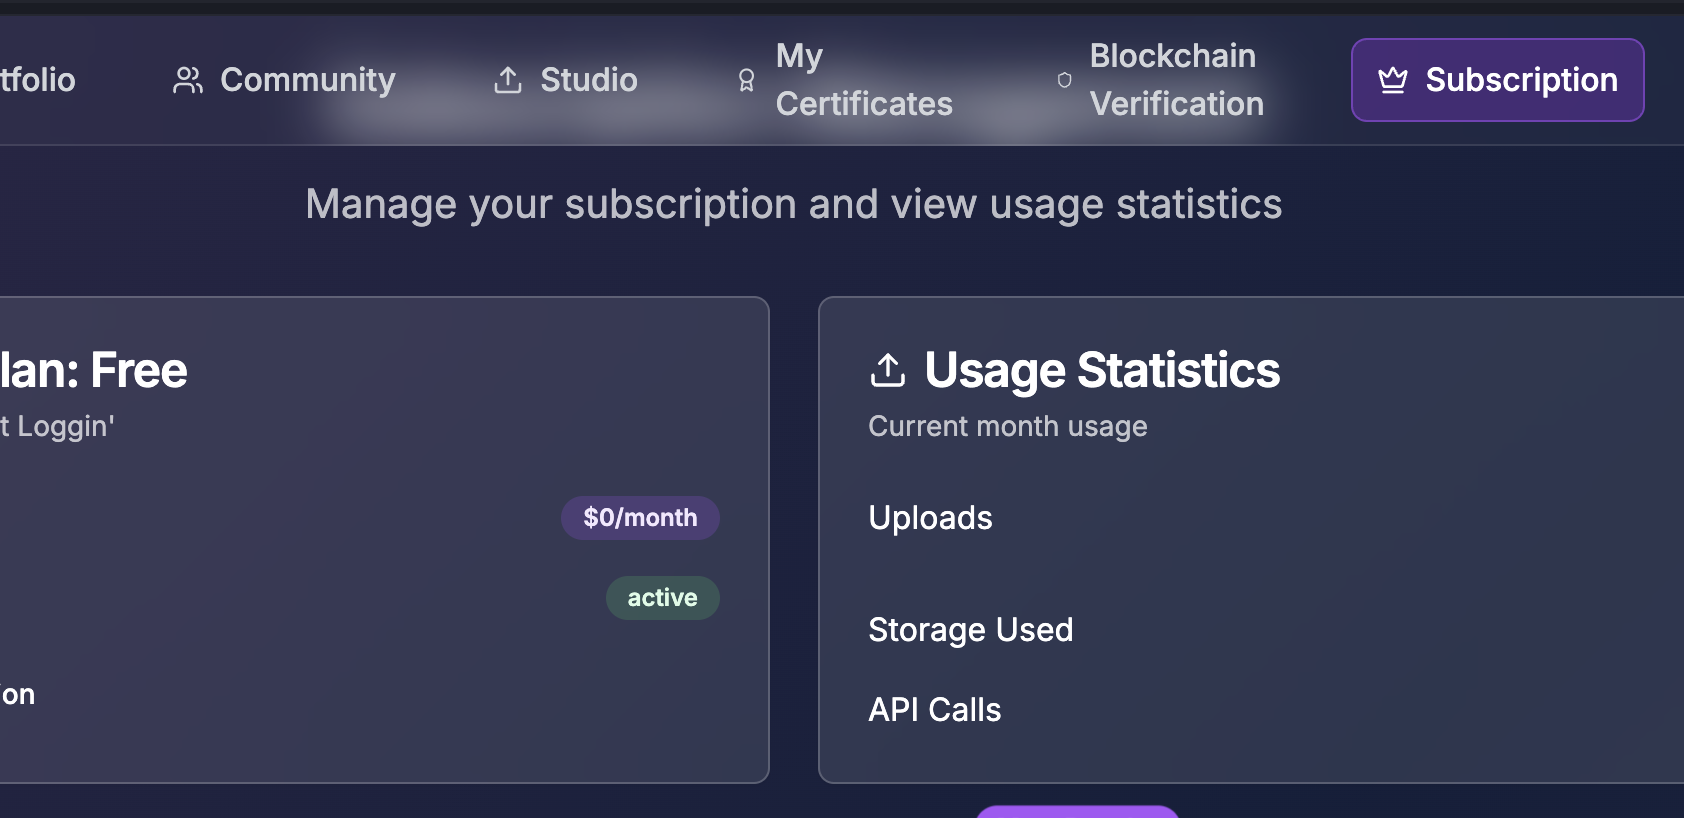 tfolio
Community
Studio
My
Certificates
Blockchain
Verification
Subscription
Manage your subscription and view usage statistics
lan: Free
t Loggin'
$0/month
active
on
Usage Statistics
Current month usage
Uploads
Storage Used
API Calls